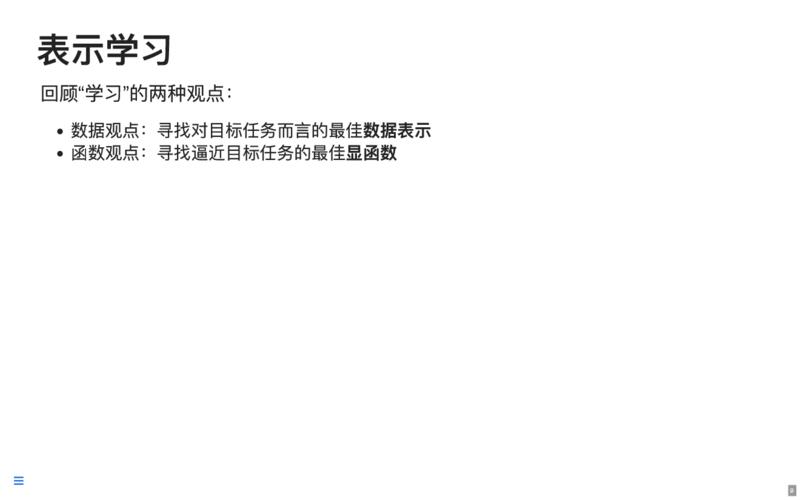 表示学习
回顾“学习”的两种观点：
• 数据观点：寻找对目标任务而言的最佳数据表示
• 函数观点：寻找逼近目标任务的最佳显函数